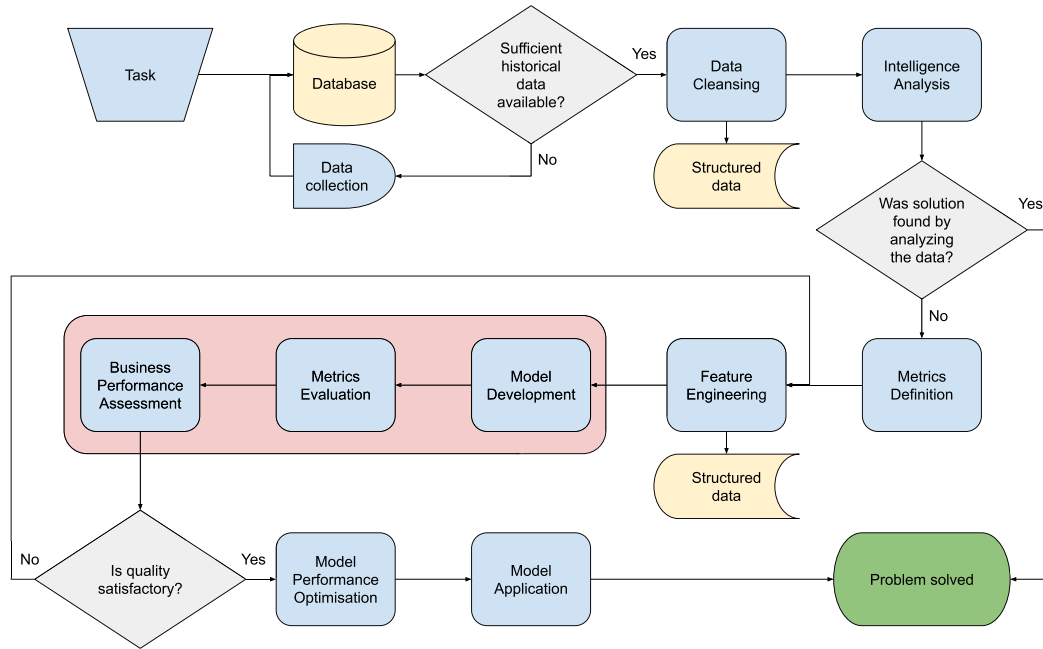 Task
Database
Sufficient
historical
data
available?
Yes
Data
Cleansing
Intelligence
Analysis
No
Data
collection
Structured
data
Was solution
found by
analyzing
the data?
Yes
No
Business
Performance
Assessment
Metrics
Evaluation
Model
Development
Feature
Engineering
Metrics
Definition
Structured
data
No
Is quality
satisfactory?
Yes
Model
Performance
Optimisation
Model
Application
Problem solved